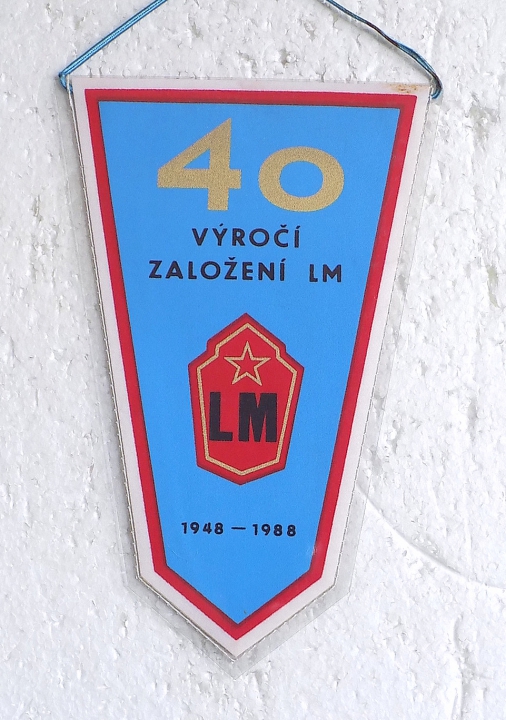 40
VÝROČÍ
ZALOŽENÍ LM
LM
1948 — 1988